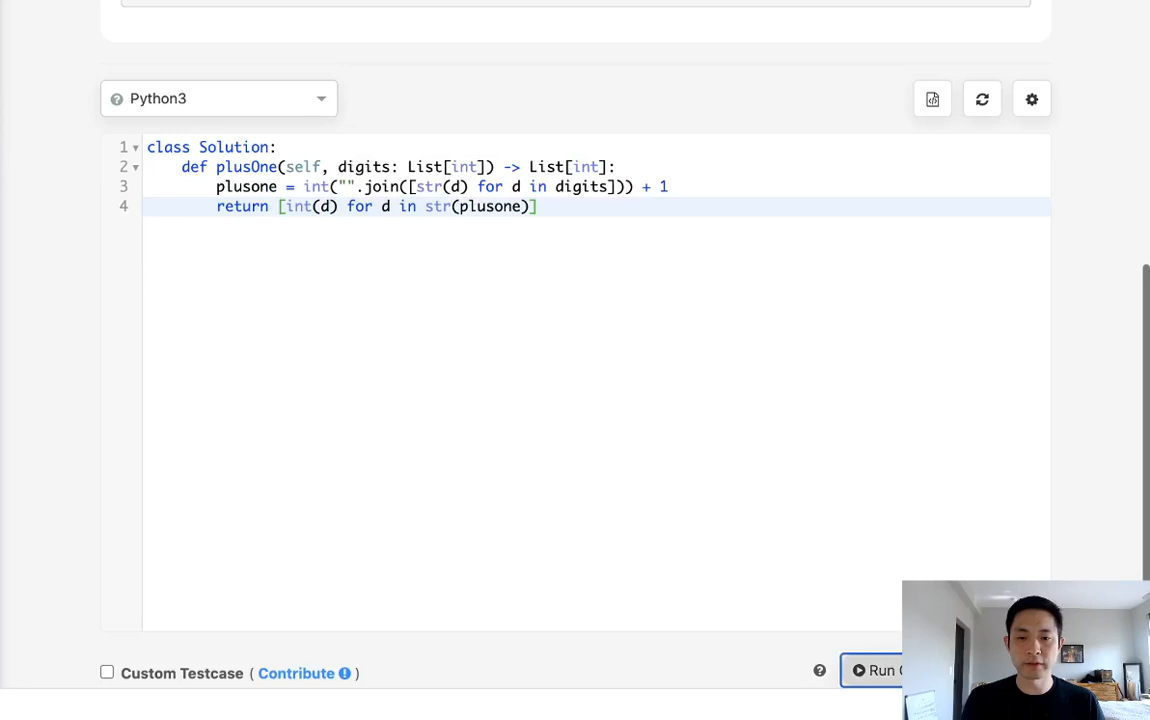 Python3
1 class Solution:
2 def plusOne(self, digits: List[int]) -> List[int]:
3 plusone = int("".join([str(d) for d in digits])) + 1
4 return [int(d) for d in str(plusone)]
Custom Testcase ( Contribute )
Run